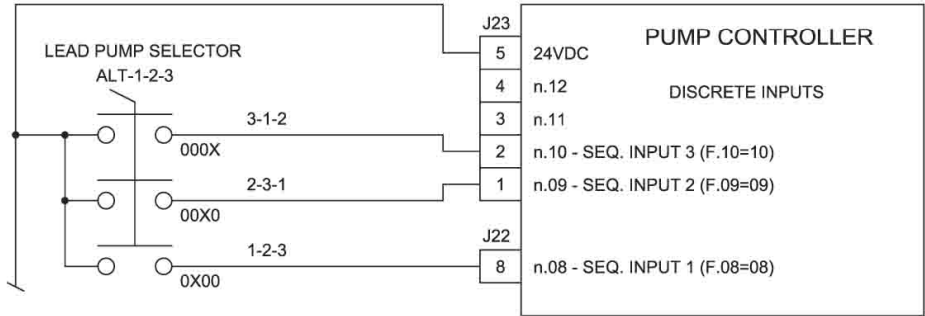 LEAD PUMP SELECTOR
ALT-1-2-3
3-1-2
000X
2-3-1
00X0
1-2-3
0X00
PUMP CONTROLLER
DISCRETE INPUTS
J23
5 24VDC
4 n.12
3 n.11
2 n.10 - SEQ. INPUT 3 (F.10=10)
1 n.09 - SEQ. INPUT 2 (F.09=09)
J22
8 n.08 - SEQ. INPUT 1 (F.08=08)